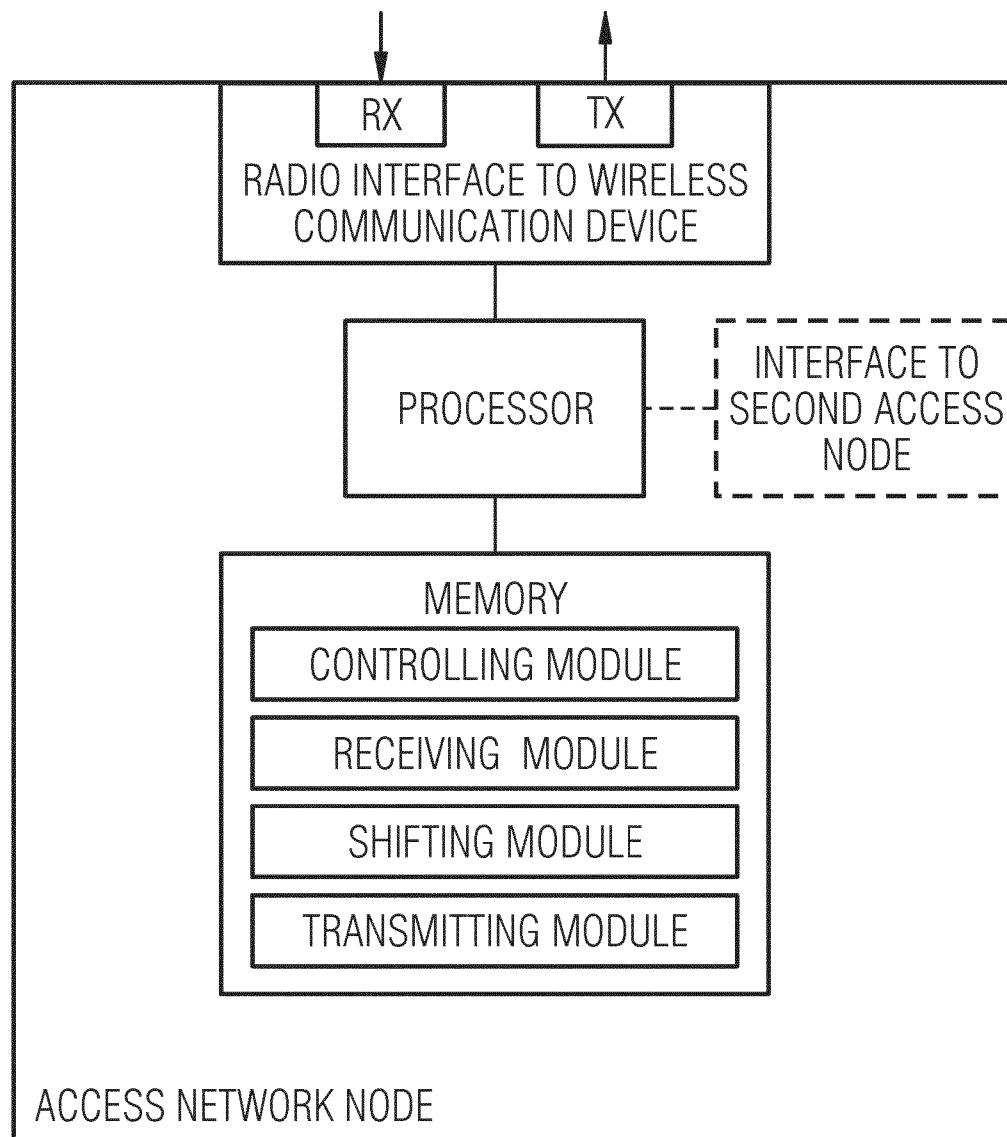 RX
TX
RADIO INTERFACE TO WIRELESS
COMMUNICATION DEVICE
PROCESSOR
INTERFACE TO
SECOND ACCESS
NODE
MEMORY
CONTROLLING MODULE
RECEIVING MODULE
SHIFTING MODULE
TRANSMITTING MODULE
ACCESS NETWORK NODE